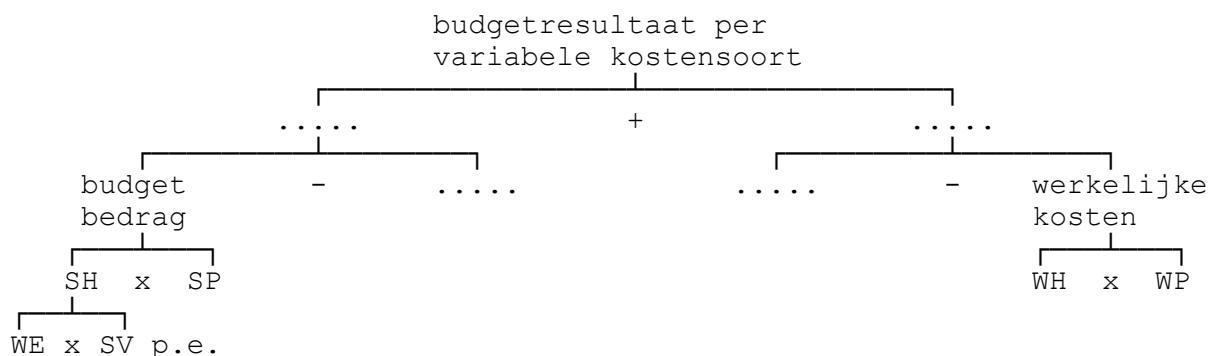 budgetresultaat per
variabele kostensoort
..... + .....
budget - ..... ..... - werkelijke
bedrag kosten
SH x SP WH x WP
WE x SV p.e.